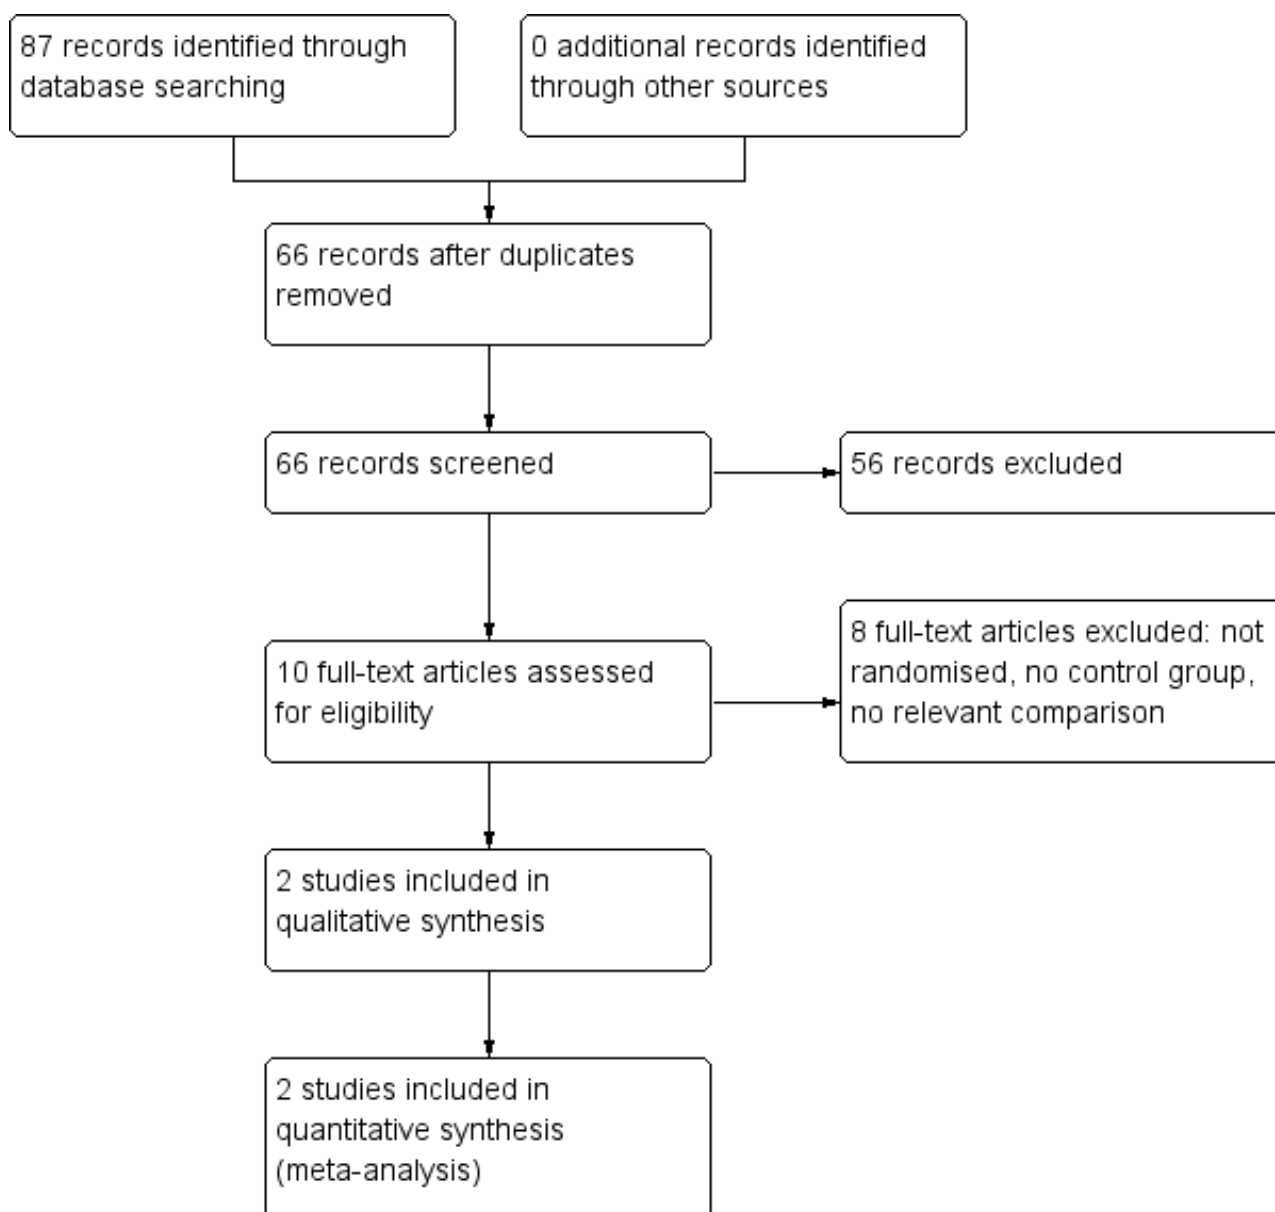 87 records identified through
database searching
0 additional records identified
through other sources
66 records after duplicates
removed
66 records screened
56 records excluded
10 full-text articles assessed
for eligibility
8 full-text articles excluded: not
randomised, no control group,
no relevant comparison
2 studies included in
qualitative synthesis
2 studies included in
quantitative synthesis
(meta-analysis)